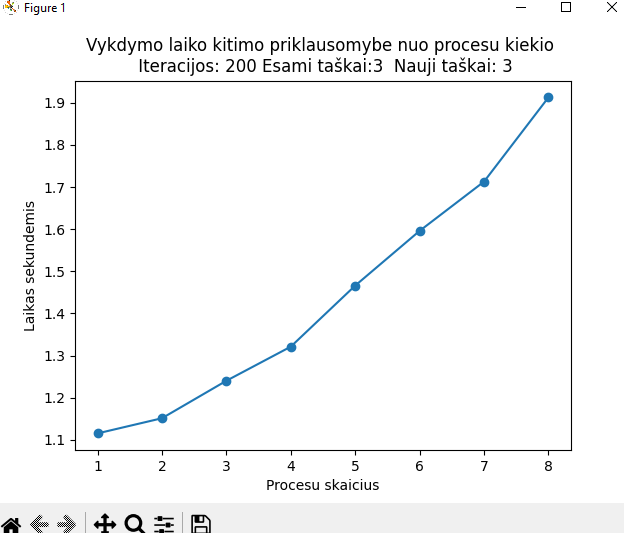 Figure 1
Vykdymo laiko kitimo priklausomybe nuo procesu kiekio
Iteracijos: 200 Esami taškai:3  Nauji taškai: 3
1.9
1.8
1.7
1.6
1.5
1.4
1.3
1.2
1.1
Laikas sekundemis
1 2 3 4 5 6 7 8
Procesu skaicius